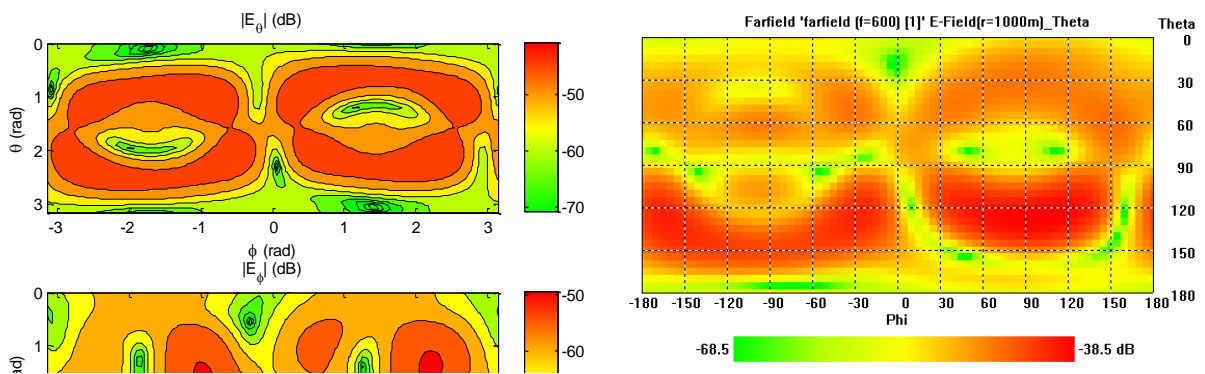 |Eθ| (dB)
0
1
2
3
θ (rad)
-3 -2 -1 0 1 2 3
ϕ (rad)
-50
-60
-70
|Eϕ| (dB)
0
1
ad)
-50
-60
Farfield 'farfield (f=600) [1]' E-Field(r=1000m)_Theta
Theta
0
30
60
90
120
150
180
-180 -150 -120 -90 -60 -30 0 30 60 90 120 150 180
Phi
-68.5 -38.5 dB